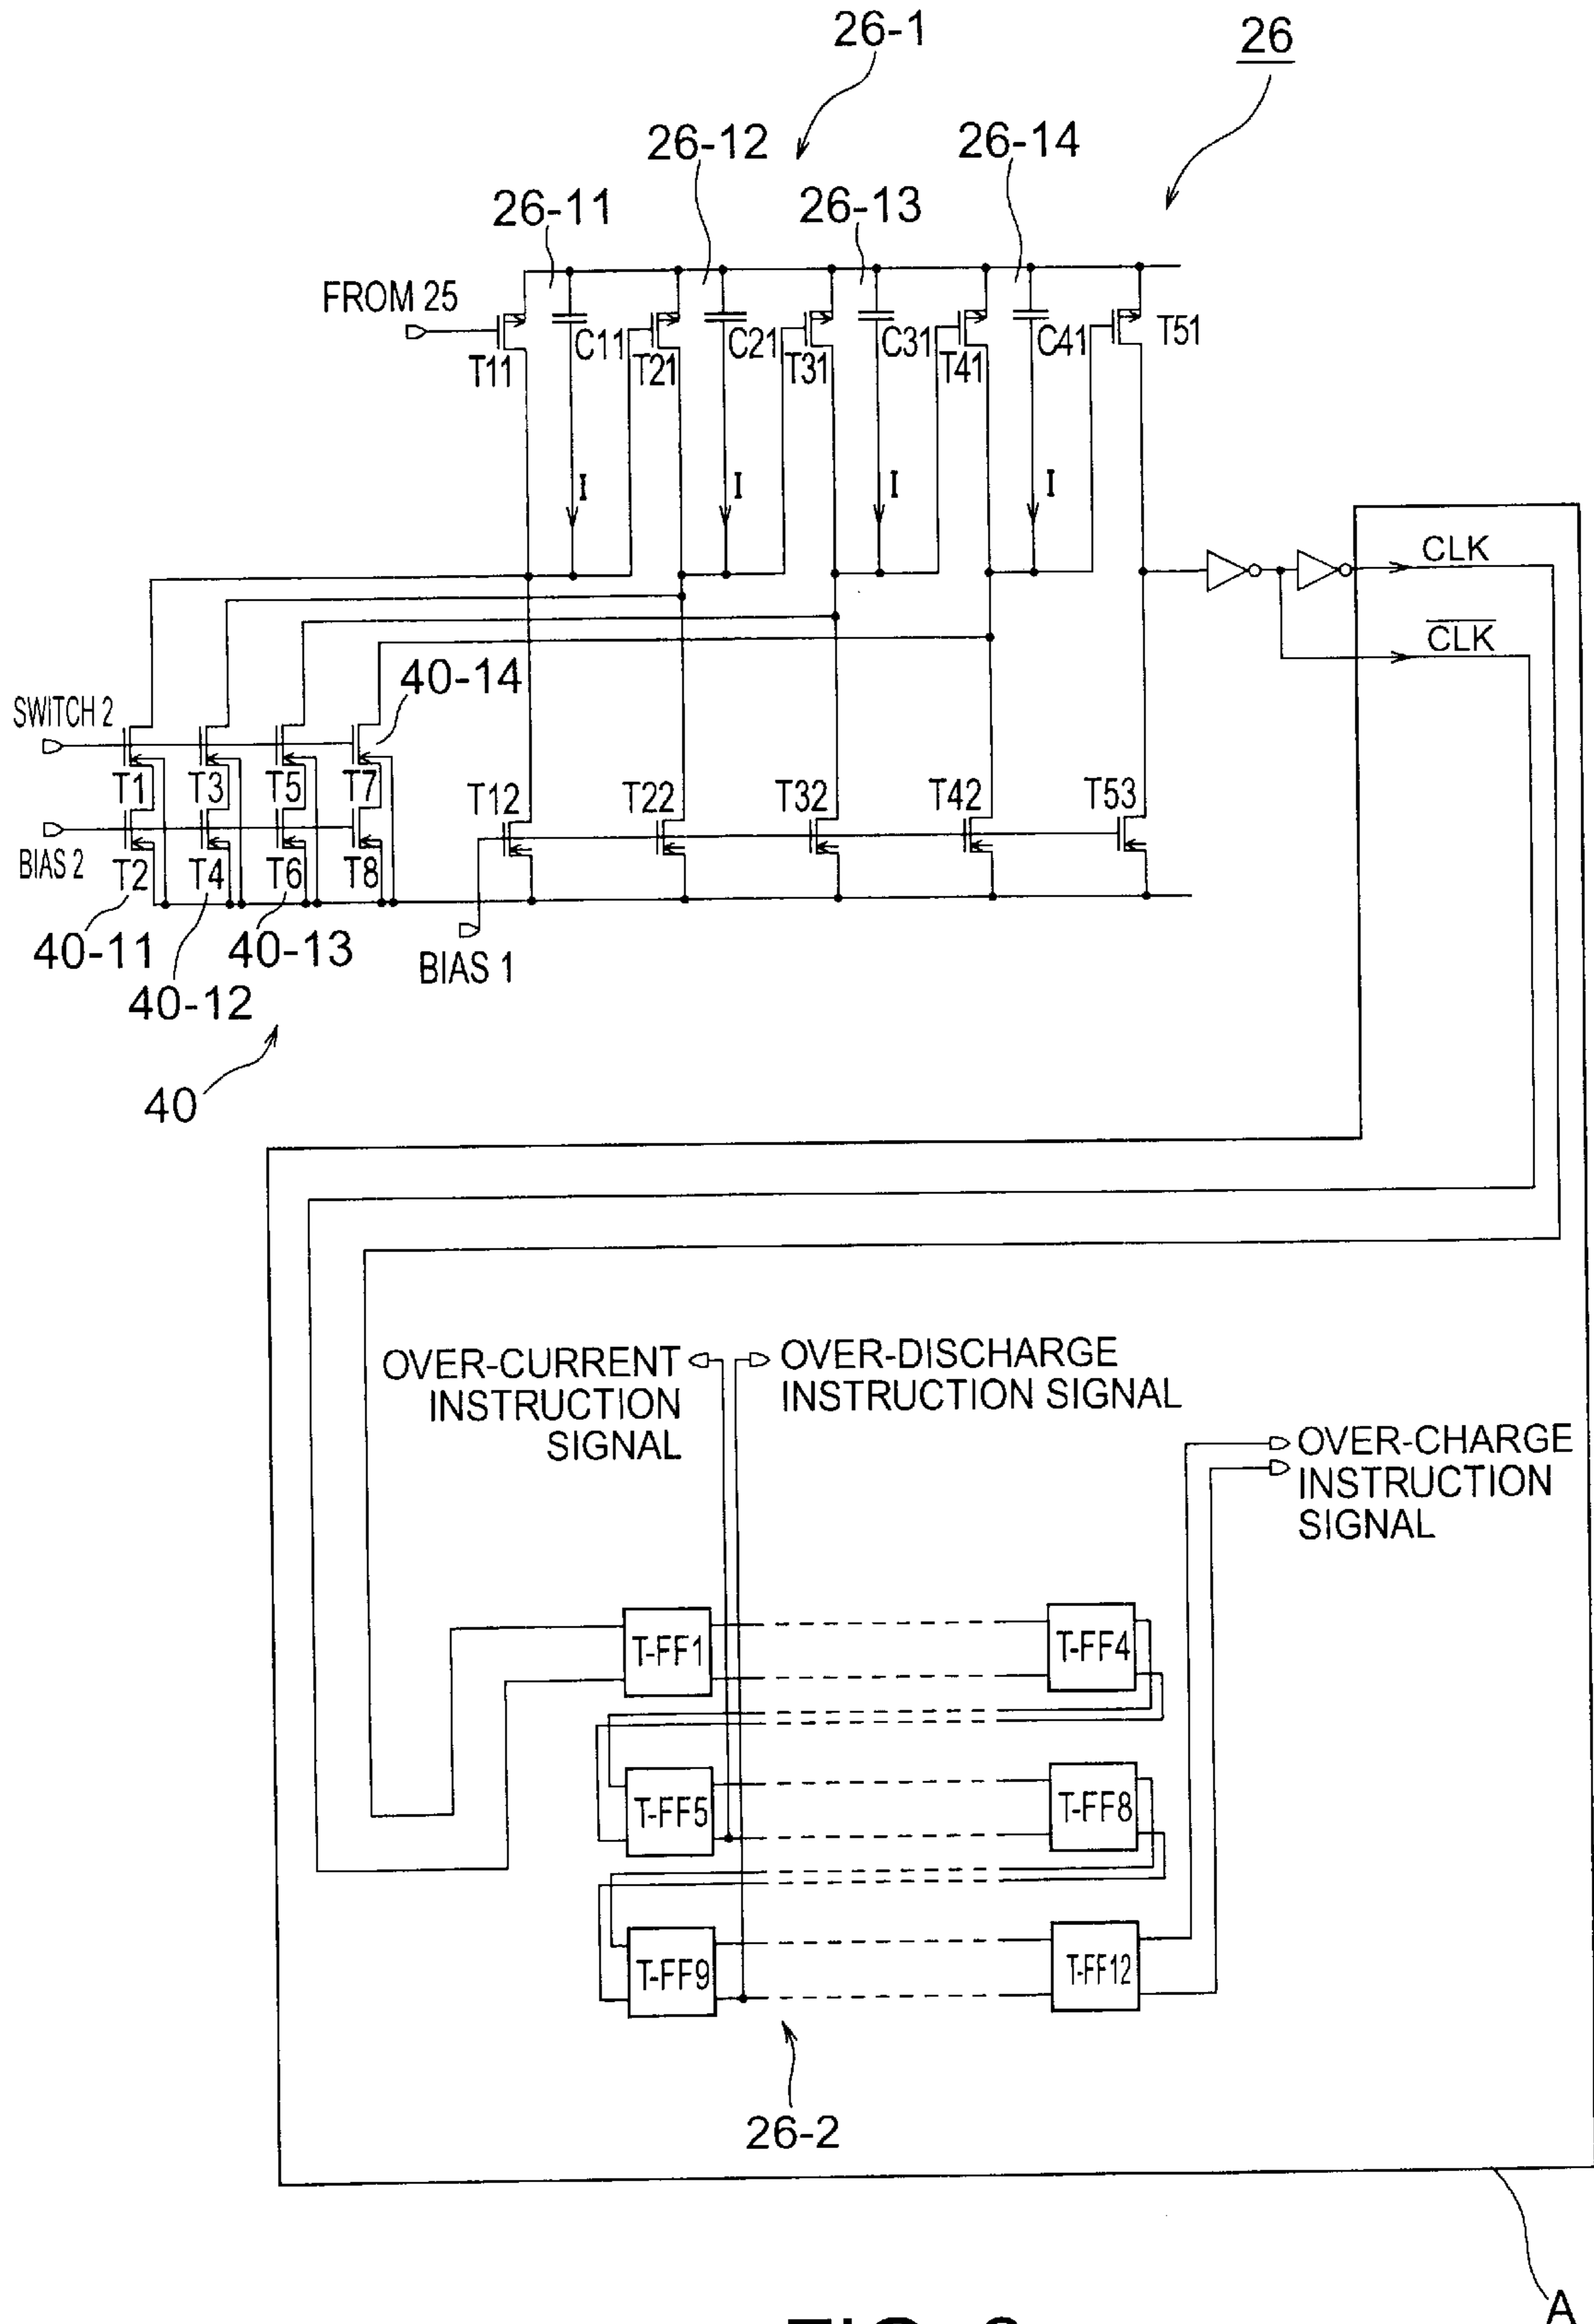 26-1
26
26-12
26-14
26-11
26-13
FROM 25
T11
C11
T21
C21
T31
C31
T41
C41
T51
I
I
I
I
CLK
CLK
SWITCH 2
40-14
T1
T3
T5
T7
T12
T22
T32
T42
T53
BIAS 2
T2
T4
T6
T8
40-11
40-13
BIAS 1
40-12
40
OVER-CURRENT
INSTRUCTION
SIGNAL
OVER-DISCHARGE
INSTRUCTION SIGNAL
OVER-CHARGE
INSTRUCTION
SIGNAL
T-FF1
T-FF4
T-FF5
T-FF8
T-FF9
T-FF12
26-2
A